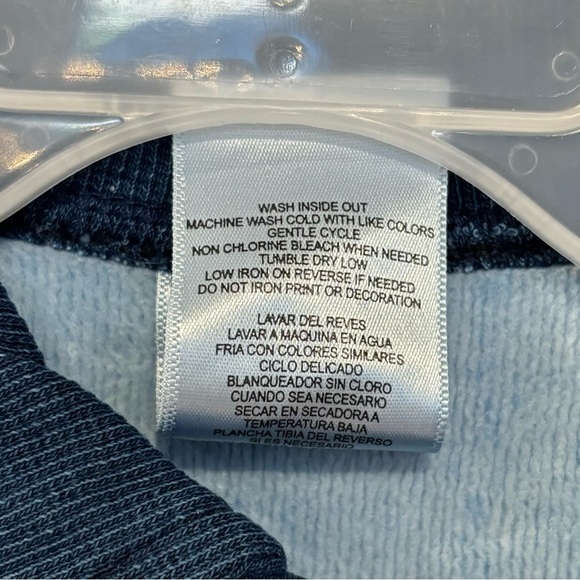 WASH INSIDE OUT
MACHINE WASH COLD WITH LIKE COLORS
GENTLE CYCLE
NON CHLORINE BLEACH WHEN NEEDED
TUMBLE DRY LOW
LOW IRON ON REVERSE IF NEEDED
DO NOT IRON PRINT OR DECORATION
LAVAR DEL REVES
LAVAR A MAQUINA EN AGUA
FRIA CON COLORES SIMILARES
CICLO DELICADO
BLANQUEADOR SIN CLORO
CUANDO SEA NECESARIO
SECAR EN SECADORA A
TEMPERATURA BAJA
PLANCHA TIBIA DEL REVERSO
SI ES NECESARIO